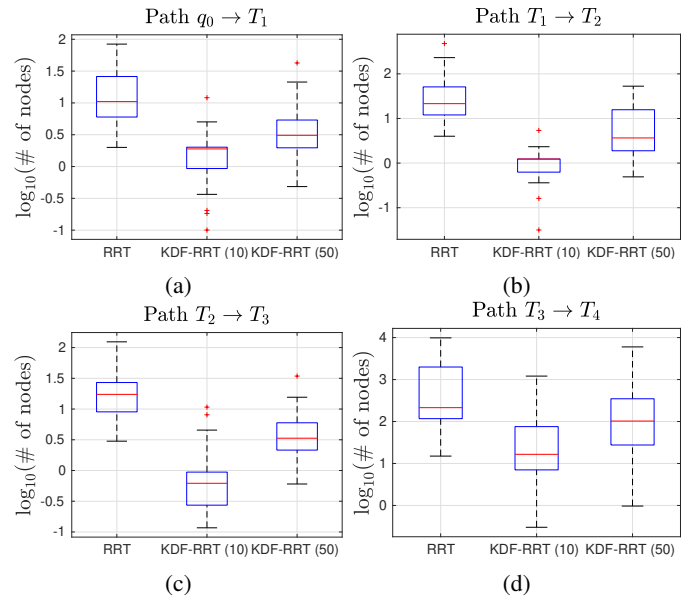 Path q₀ → T₁
log₁₀(# of nodes)
2
1.5
1
0.5
0
-0.5
-1
RRT KDF-RRT (10) KDF-RRT (50)
(a)
Path T₁ → T₂
log₁₀(# of nodes)
2
1
0
-1
RRT KDF-RRT (10) KDF-RRT (50)
(b)
Path T₂ → T₃
log₁₀(# of nodes)
2
1.5
1
0.5
0
-0.5
-1
RRT KDF-RRT (10) KDF-RRT (50)
(c)
Path T₃ → T₄
log₁₀(# of nodes)
4
3
2
1
0
RRT KDF-RRT (10) KDF-RRT (50)
(d)